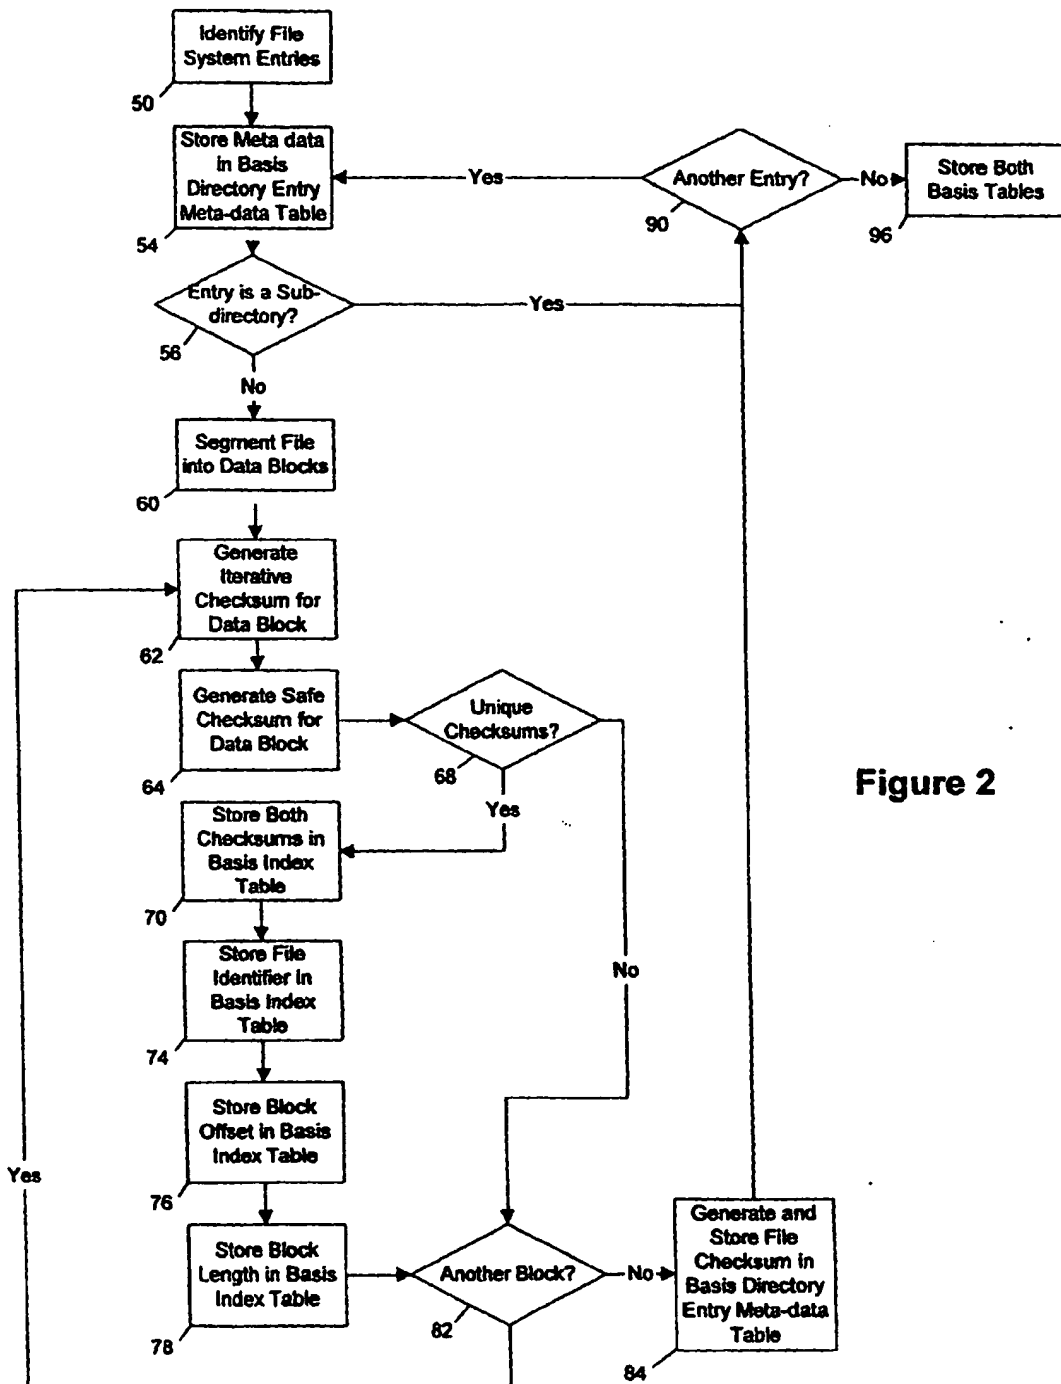 Identify File
System Entries
50
Store Meta data
in Basis
Directory Entry
Meta-data Table
54
Yes
Another Entry?
90
No
Store Both
Basis Tables
96
Entry is a Sub-
directory?
56
Yes
No
Segment File
into Data Blocks
60
Generate
Iterative
Checksum for
Data Block
62
Generate Safe
Checksum for
Data Block
64
Unique
Checksums?
68
Yes
Figure 2
Store Both
Checksums in
Basis Index
Table
70
Store File
Identifier in
Basis Index
Table
74
No
Store Block
Offset in Basis
Index Table
76
Yes
Store Block
Length in Basis
Index Table
78
Another Block?
82
No
Generate and
Store File
Checksum in
Basis Directory
Entry Meta-data
Table
84